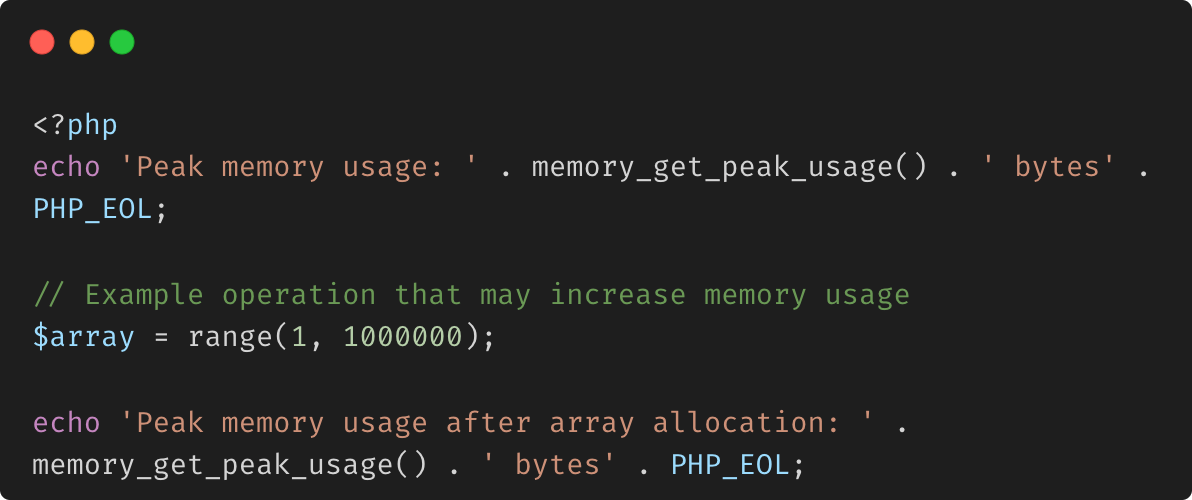 <?php
echo 'Peak memory usage: ' . memory_get_peak_usage() . ' bytes' .
PHP_EOL;
// Example operation that may increase memory usage
$array = range(1, 1000000);
echo 'Peak memory usage after array allocation: ' .
memory_get_peak_usage() . ' bytes' . PHP_EOL;